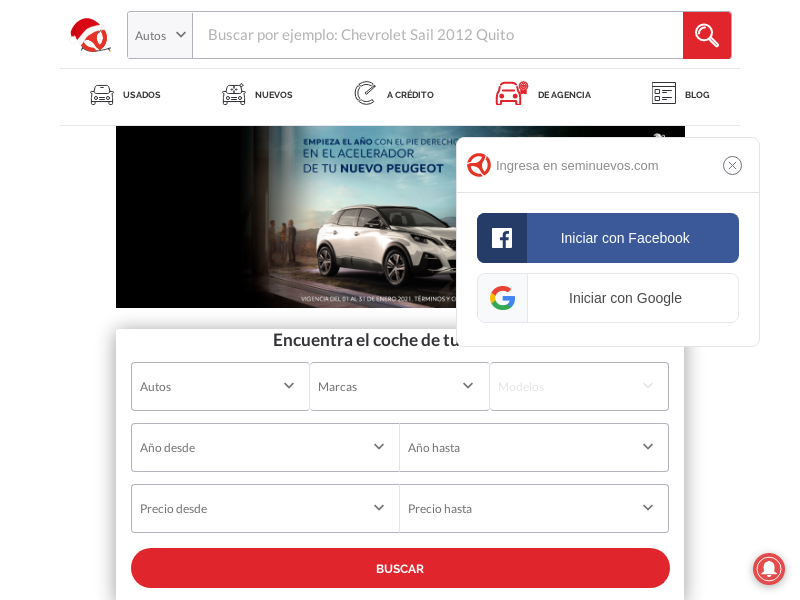 Autos
Buscar por ejemplo: Chevrolet Sail 2012 Quito
USADOS
NUEVOS
A CRÉDITO
DE AGENCIA
BLOG
EMPIEZA EL AÑO CON EL PIE DERECHO
EN EL ACELERADOR
DE TU NUEVO PEUGEOT
VIGENCIA DEL 01 AL 31 DE ENERO 2021. TÉRMINOS Y
Ingresa en seminuevos.com
Iniciar con Facebook
Iniciar con Google
Encuentra el coche de tu
Autos
Marcas
Modelos
Año desde
Año hasta
Precio desde
Precio hasta
BUSCAR